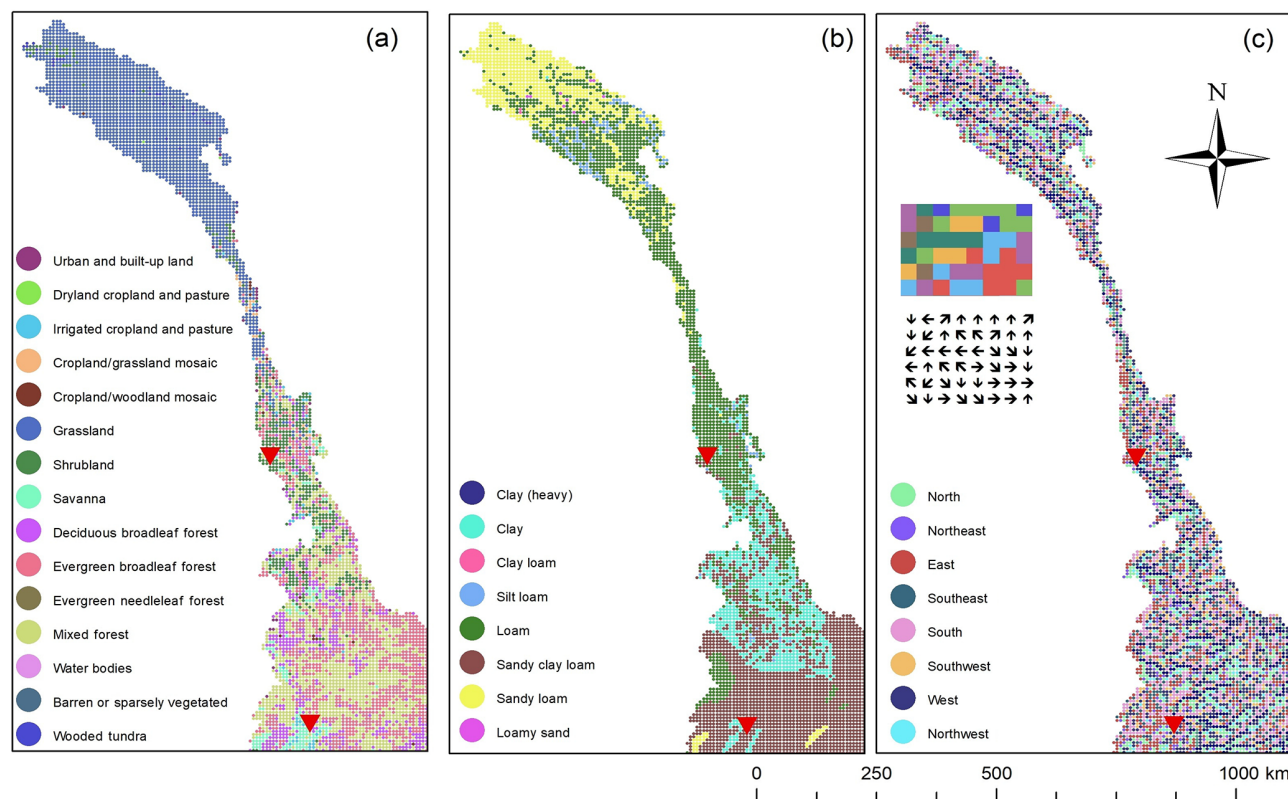 (a)
Urban and built-up land
Dryland cropland and pasture
Irrigated cropland and pasture
Cropland/grassland mosaic
Cropland/woodland mosaic
Grassland
Shrubland
Savanna
Deciduous broadleaf forest
Evergreen broadleaf forest
Evergreen needleleaf forest
Mixed forest
Water bodies
Barren or sparsely vegetated
Wooded tundra
(b)
Clay (heavy)
Clay
Clay loam
Silt loam
Loam
Sandy clay loam
Sandy loam
Loamy sand
(c)
N
North
Northeast
East
Southeast
South
Southwest
West
Northwest
0 250 500 1000 km